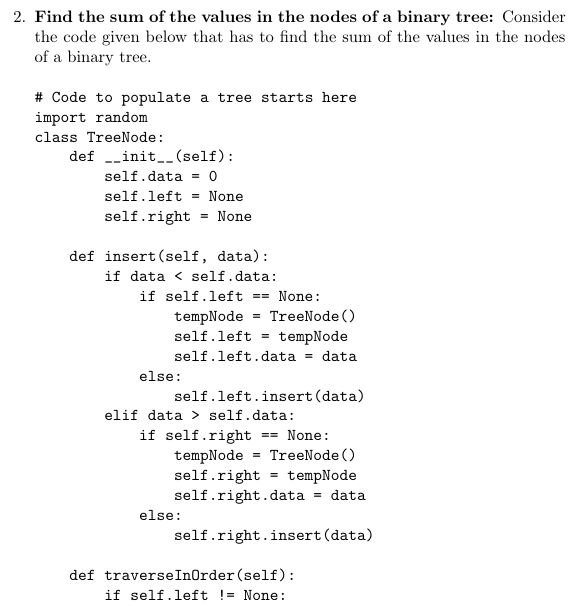 2. Find the sum of the values in the nodes of a binary tree: Consider
the code given below that has to find the sum of the values in the nodes
of a binary tree.
# Code to populate a tree starts here
import random
class TreeNode:
    def __init__(self):
        self.data = 0
        self.left = None
        self.right = None
    def insert(self, data):
        if data < self.data:
            if self.left == None:
                tempNode = TreeNode()
                self.left = tempNode
                self.left.data = data
            else:
                self.left.insert(data)
        elif data > self.data:
            if self.right == None:
                tempNode = TreeNode()
                self.right = tempNode
                self.right.data = data
            else:
                self.right.insert(data)
    def traverseInOrder(self):
        if self.left != None: